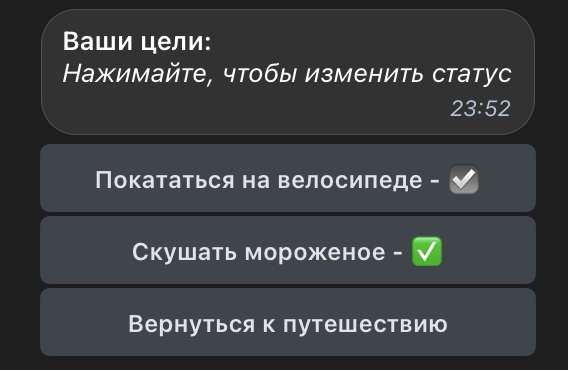 Ваши цели:
Нажимайте, чтобы изменить статус
23:52
Покататься на велосипеде - ☑️
Скушать мороженое - ✅
Вернуться к путешествию